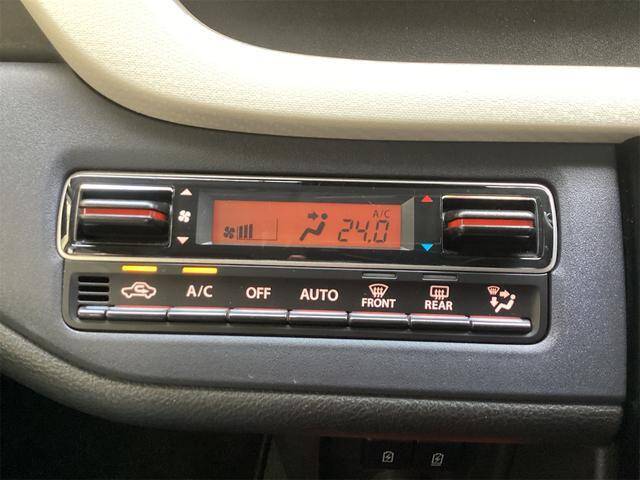 A/C
24.0
A/C OFF AUTO FRONT REAR